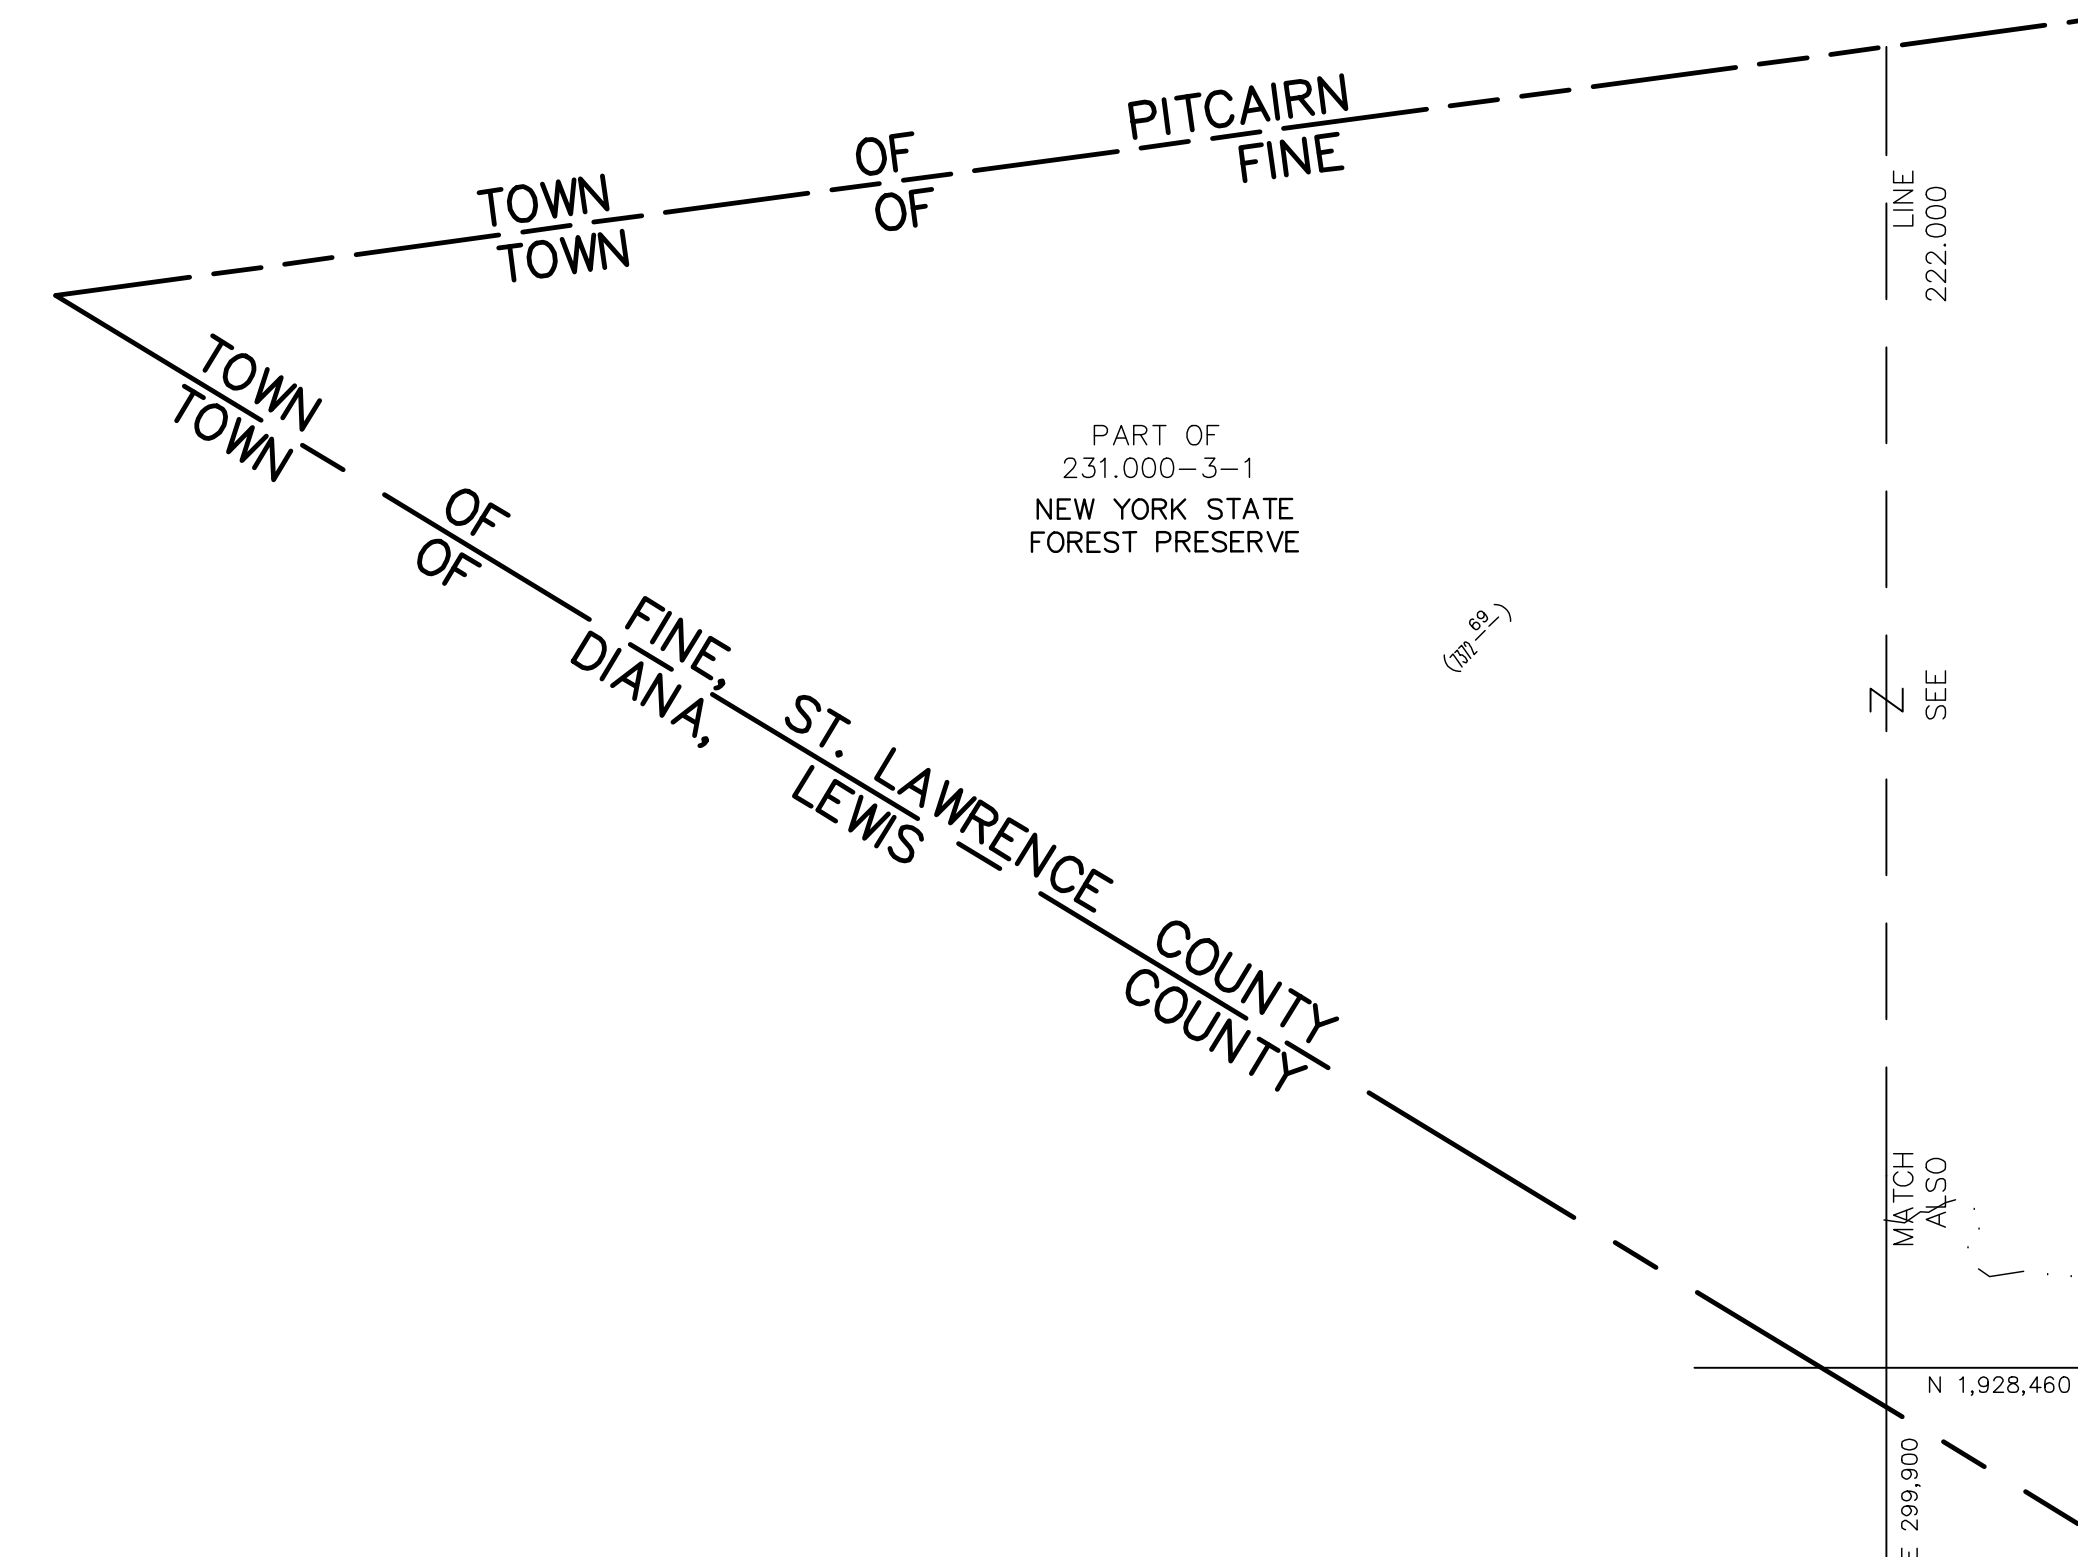 TOWN OF PITCAIRN
TOWN OF FINE
TOWN OF FINE, ST. LAWRENCE COUNTY
TOWN OF DIANA, LEWIS COUNTY
PART OF
231.000-3-1
NEW YORK STATE
FOREST PRESERVE
(7372_69_)
MATCH LINE
ALSO SEE 222.000
Z
N 1,928,460
E 299,900